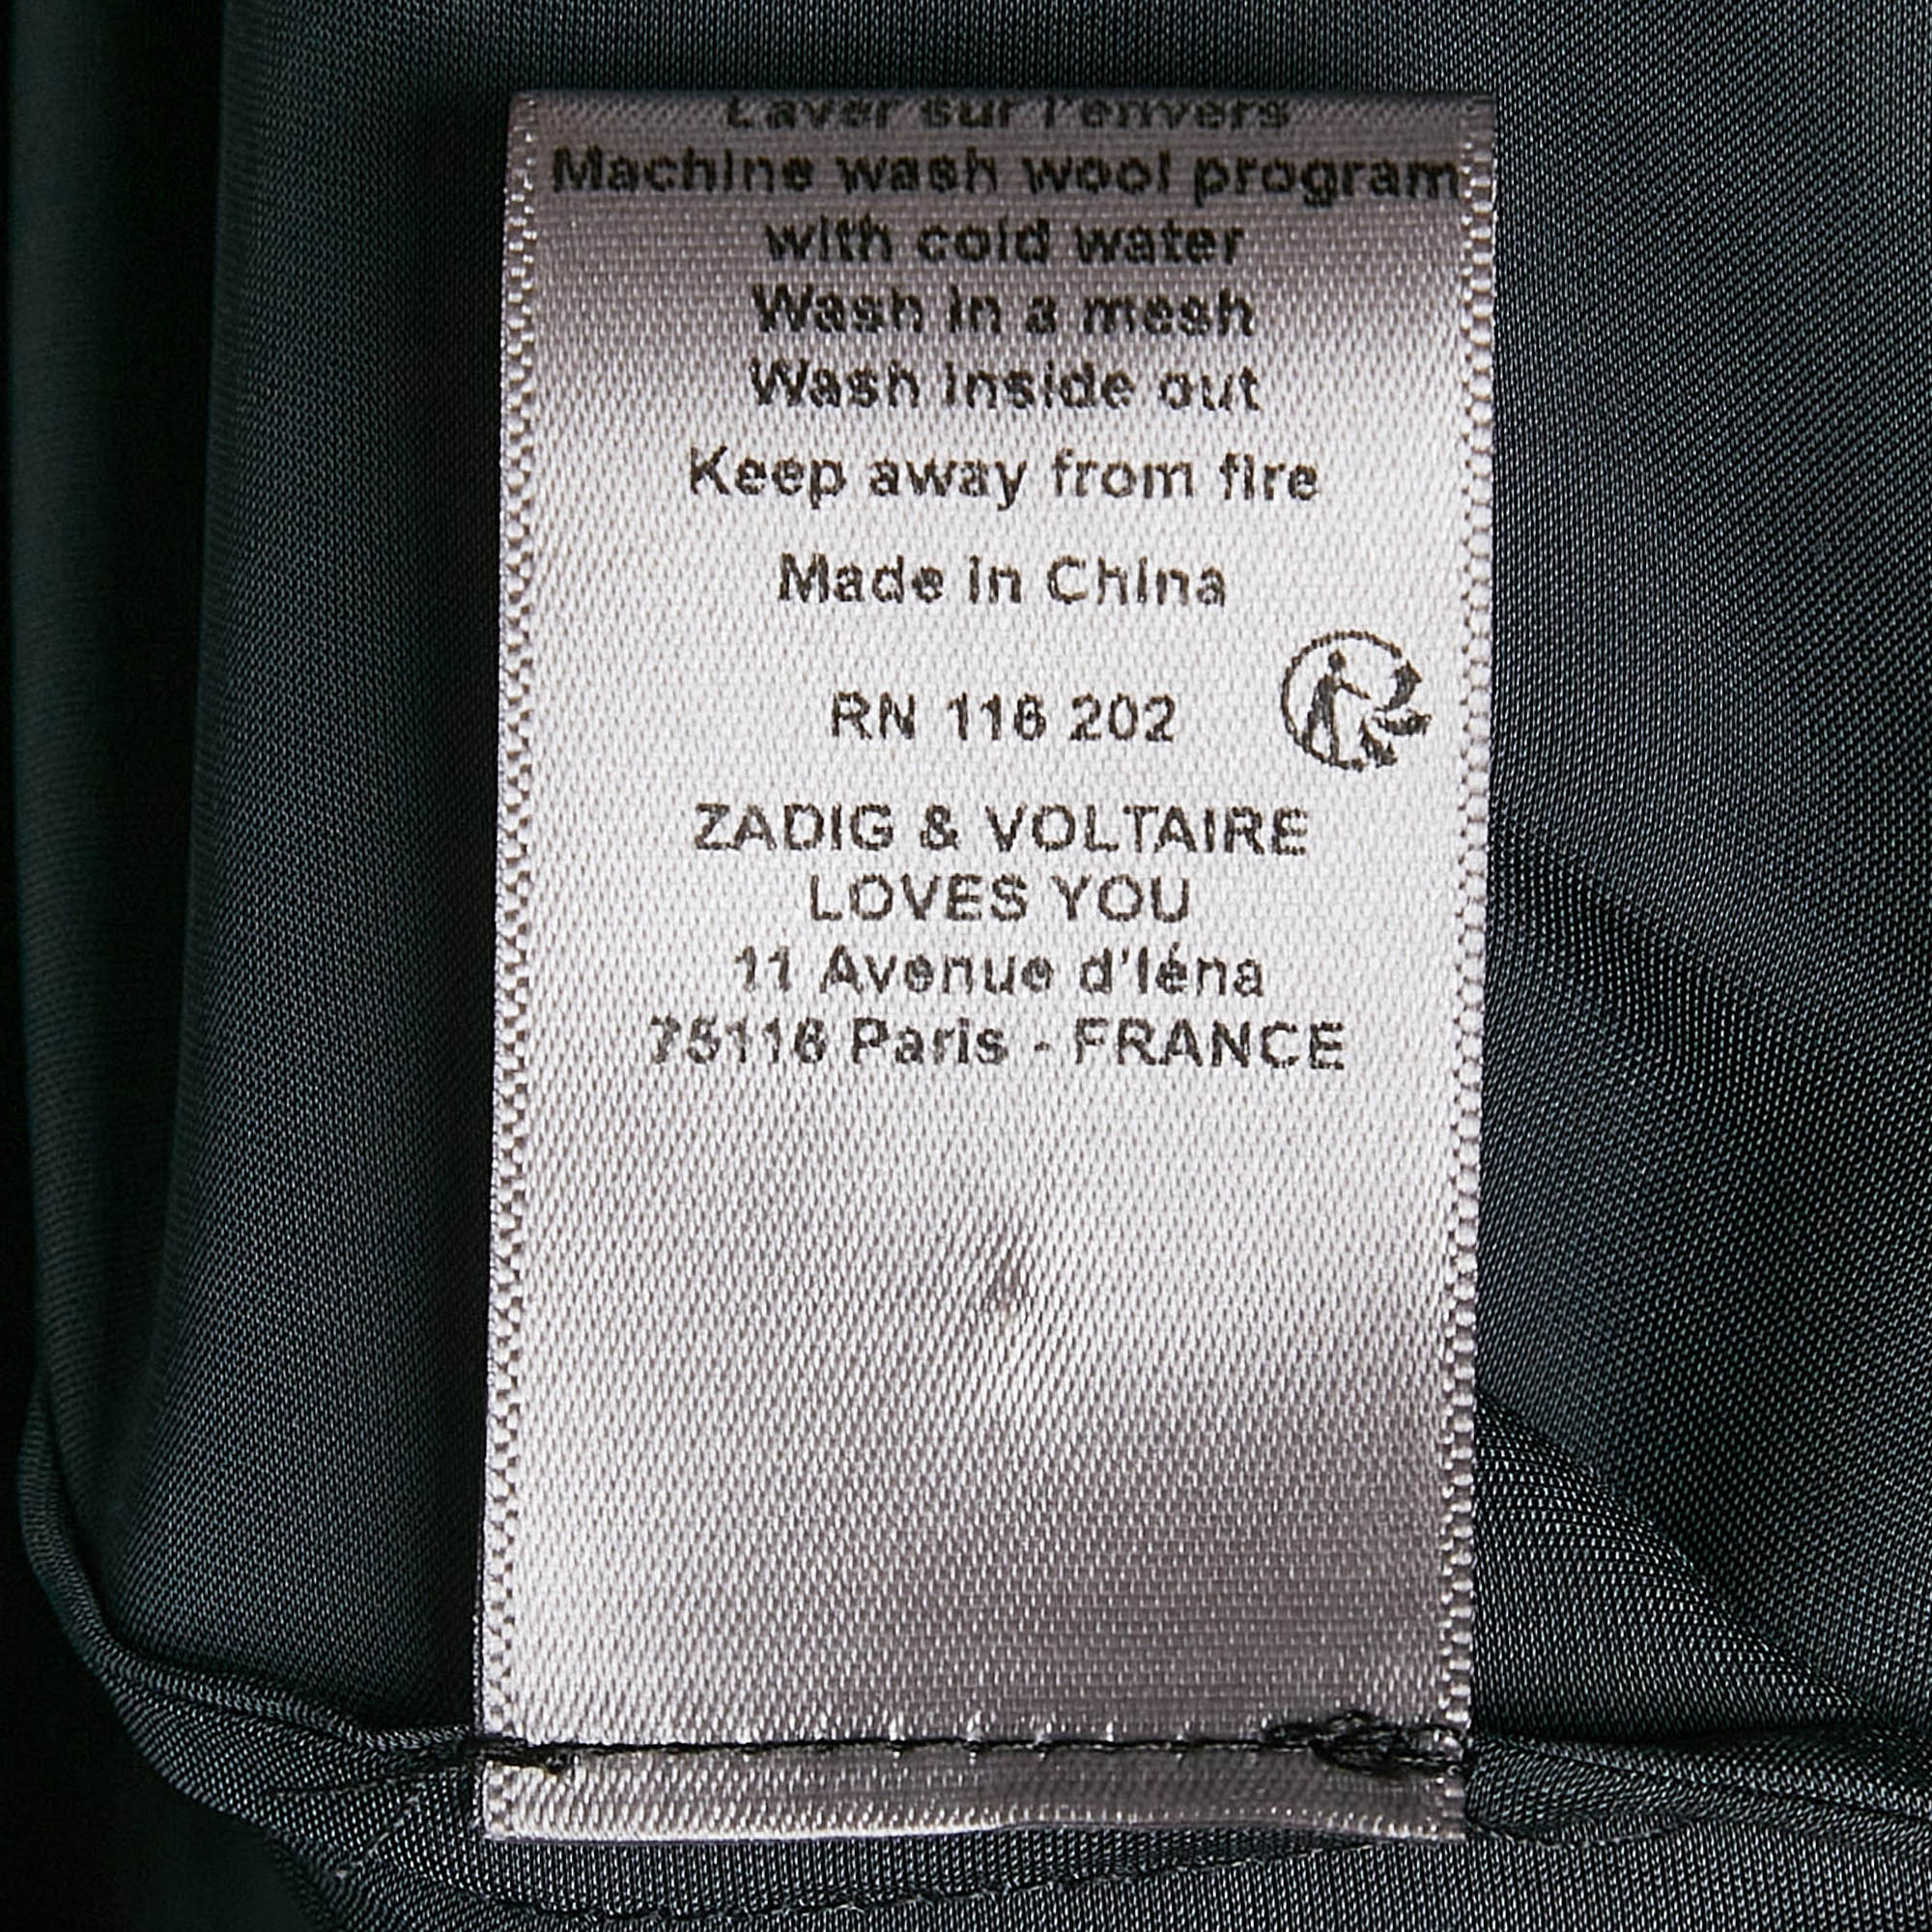 Laver sur l'envers
Machine wash wool program
with cold water
Wash in a mesh
Wash inside out
Keep away from fire
Made in China
RN 116 202
ZADIG & VOLTAIRE
LOVES YOU
11 Avenue d'Iéna
75116 Paris - FRANCE